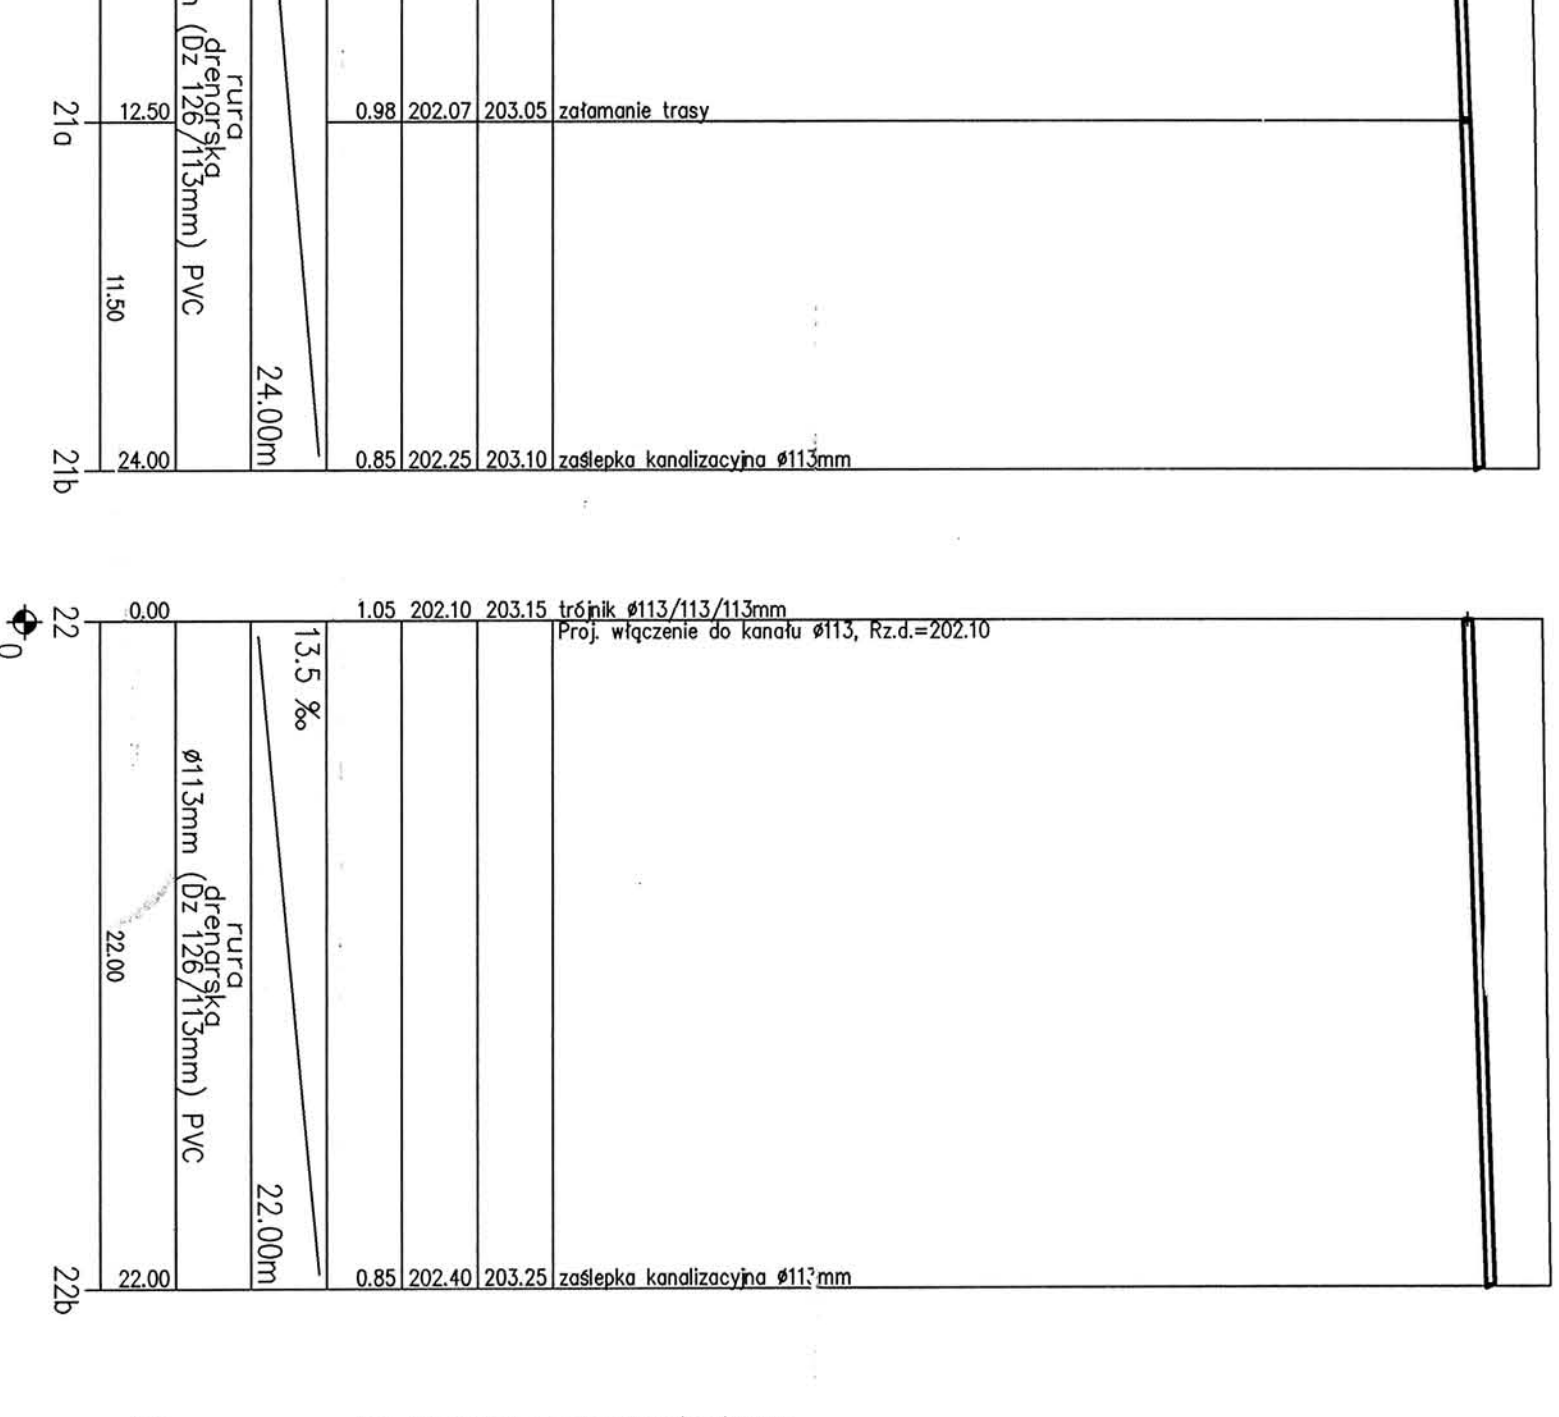 rura
drenarska
(Dz 126/113mm) PVC
21a
12.50
0.98 202.07 203.05 załamanie trasy
11.50
24.00m
21b
24.00
0.85 202.25 203.10 zaślepka kanalizacyjna ø113mm
22
0.00
1.05 202.10 203.15 trójnik ø113/113/113mm
Proj. włączenie do kanału ø113, Rz.d.=202.10
13.5 ‰
rura
drenarska
ø113mm (Dz 126/113mm) PVC
22.00
22.00m
22b
22.00
0.85 202.40 203.25 zaślepka kanalizacyjna ø113mm